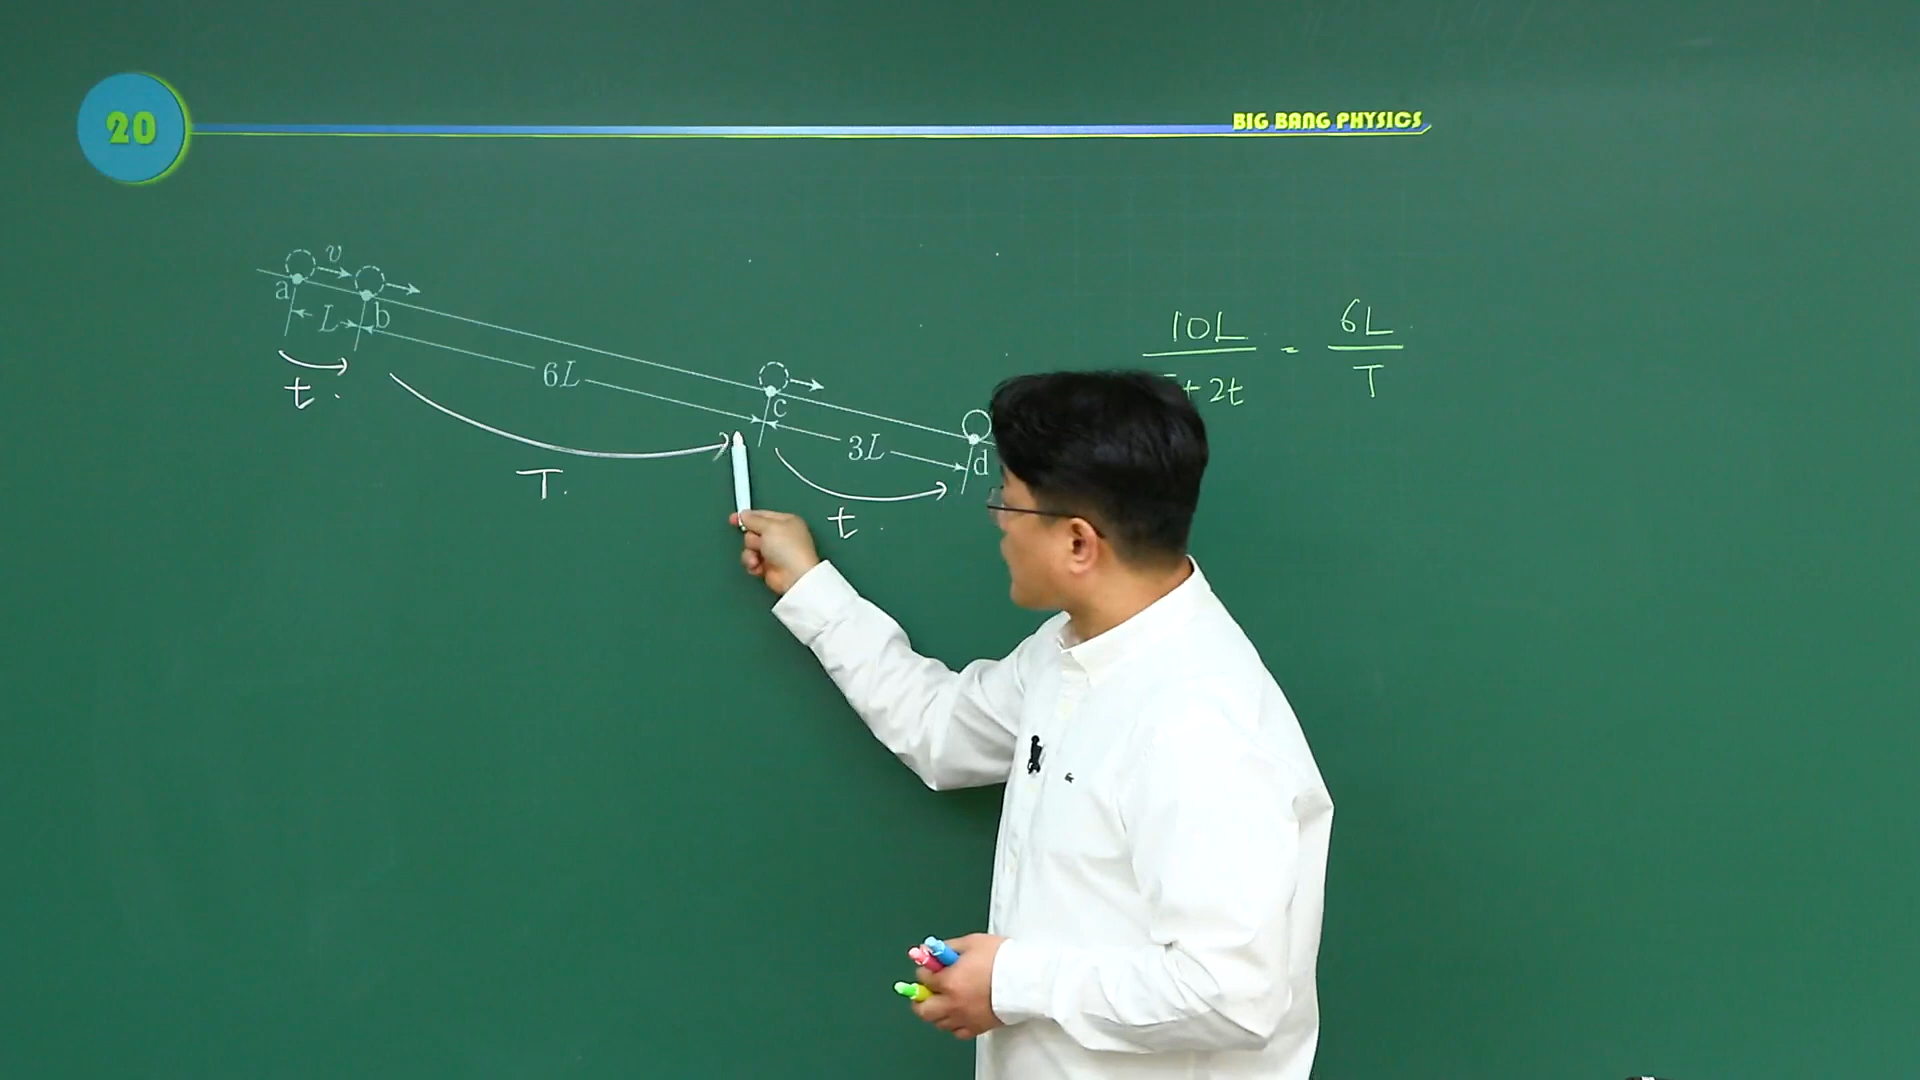 20
BIG BANG PHYSICS
v
a
L
b
6L
c
3L
d
t.
T.
t.
10L
+ 2t
=
6L
T